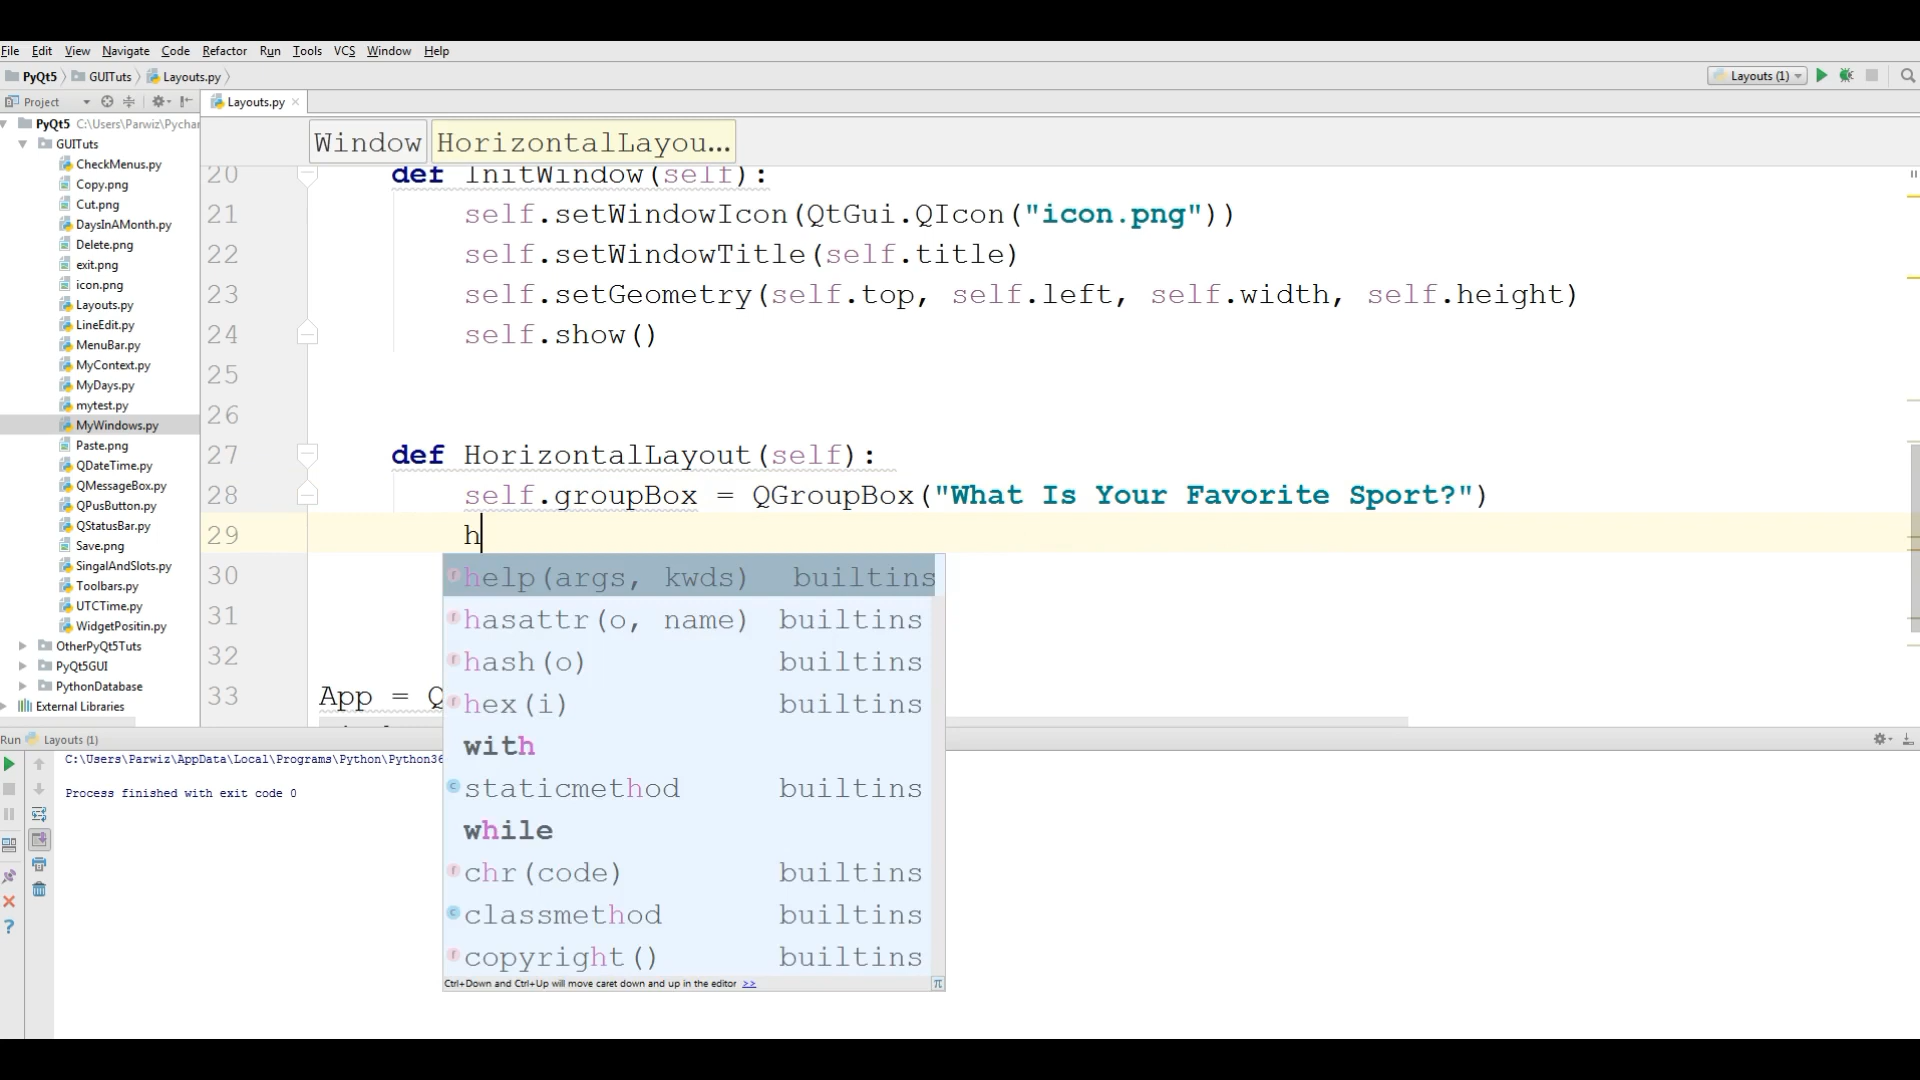 File Edit View Navigate Code Refactor Run Tools VCS Window Help
PyQt5 GUITuts Layouts.py
Layouts (1)
Project
Layouts.py
PyQt5 C:\Users\Parwiz\Pychar
GUITuts
CheckMenus.py
Copy.png
Cut.png
DaysInAMonth.py
Delete.png
exit.png
icon.png
Layouts.py
LineEdit.py
MenuBar.py
MyContext.py
MyDays.py
mytest.py
MyWindows.py
Paste.png
QDateTime.py
QMessageBox.py
QPusButton.py
QStatusBar.py
Save.png
SingalAndSlots.py
Toolbars.py
UTCTime.py
WidgetPositin.py
OtherPyQt5Tuts
PyQt5GUI
PythonDatabase
External Libraries
Window HorizontalLayou...
20 def InitWindow(self):
21 self.setWindowIcon(QtGui.QIcon("icon.png"))
22 self.setWindowTitle(self.title)
23 self.setGeometry(self.top, self.left, self.width, self.height)
24 self.show()
25
26
27 def HorizontalLayout(self):
28 self.groupBox = QGroupBox("What Is Your Favorite Sport?")
29 h
30
31
32
33 App = Q
help(args, kwds) builtins
hasattr(o, name) builtins
hash(o) builtins
hex(i) builtins
with
staticmethod builtins
while
chr(code) builtins
classmethod builtins
copyright() builtins
Ctrl+Down and Ctrl+Up will move caret down and up in the editor >>
π
Run Layouts (1)
C:\Users\Parwiz\AppData\Local\Programs\Python\Python36
Process finished with exit code 0